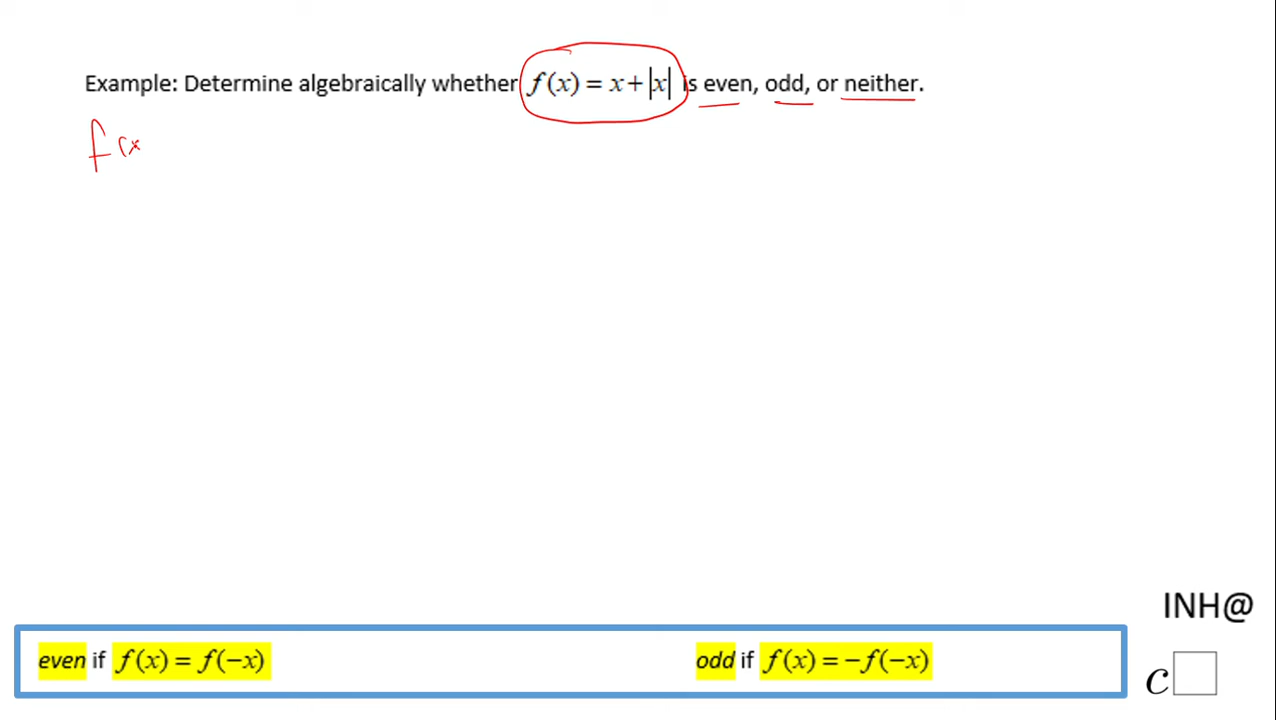 Example: Determine algebraically whether f(x) = x + |x| is even, odd, or neither.
f(x
INH@
even if f(x) = f(−x)
odd if f(x) = −f(−x)
c